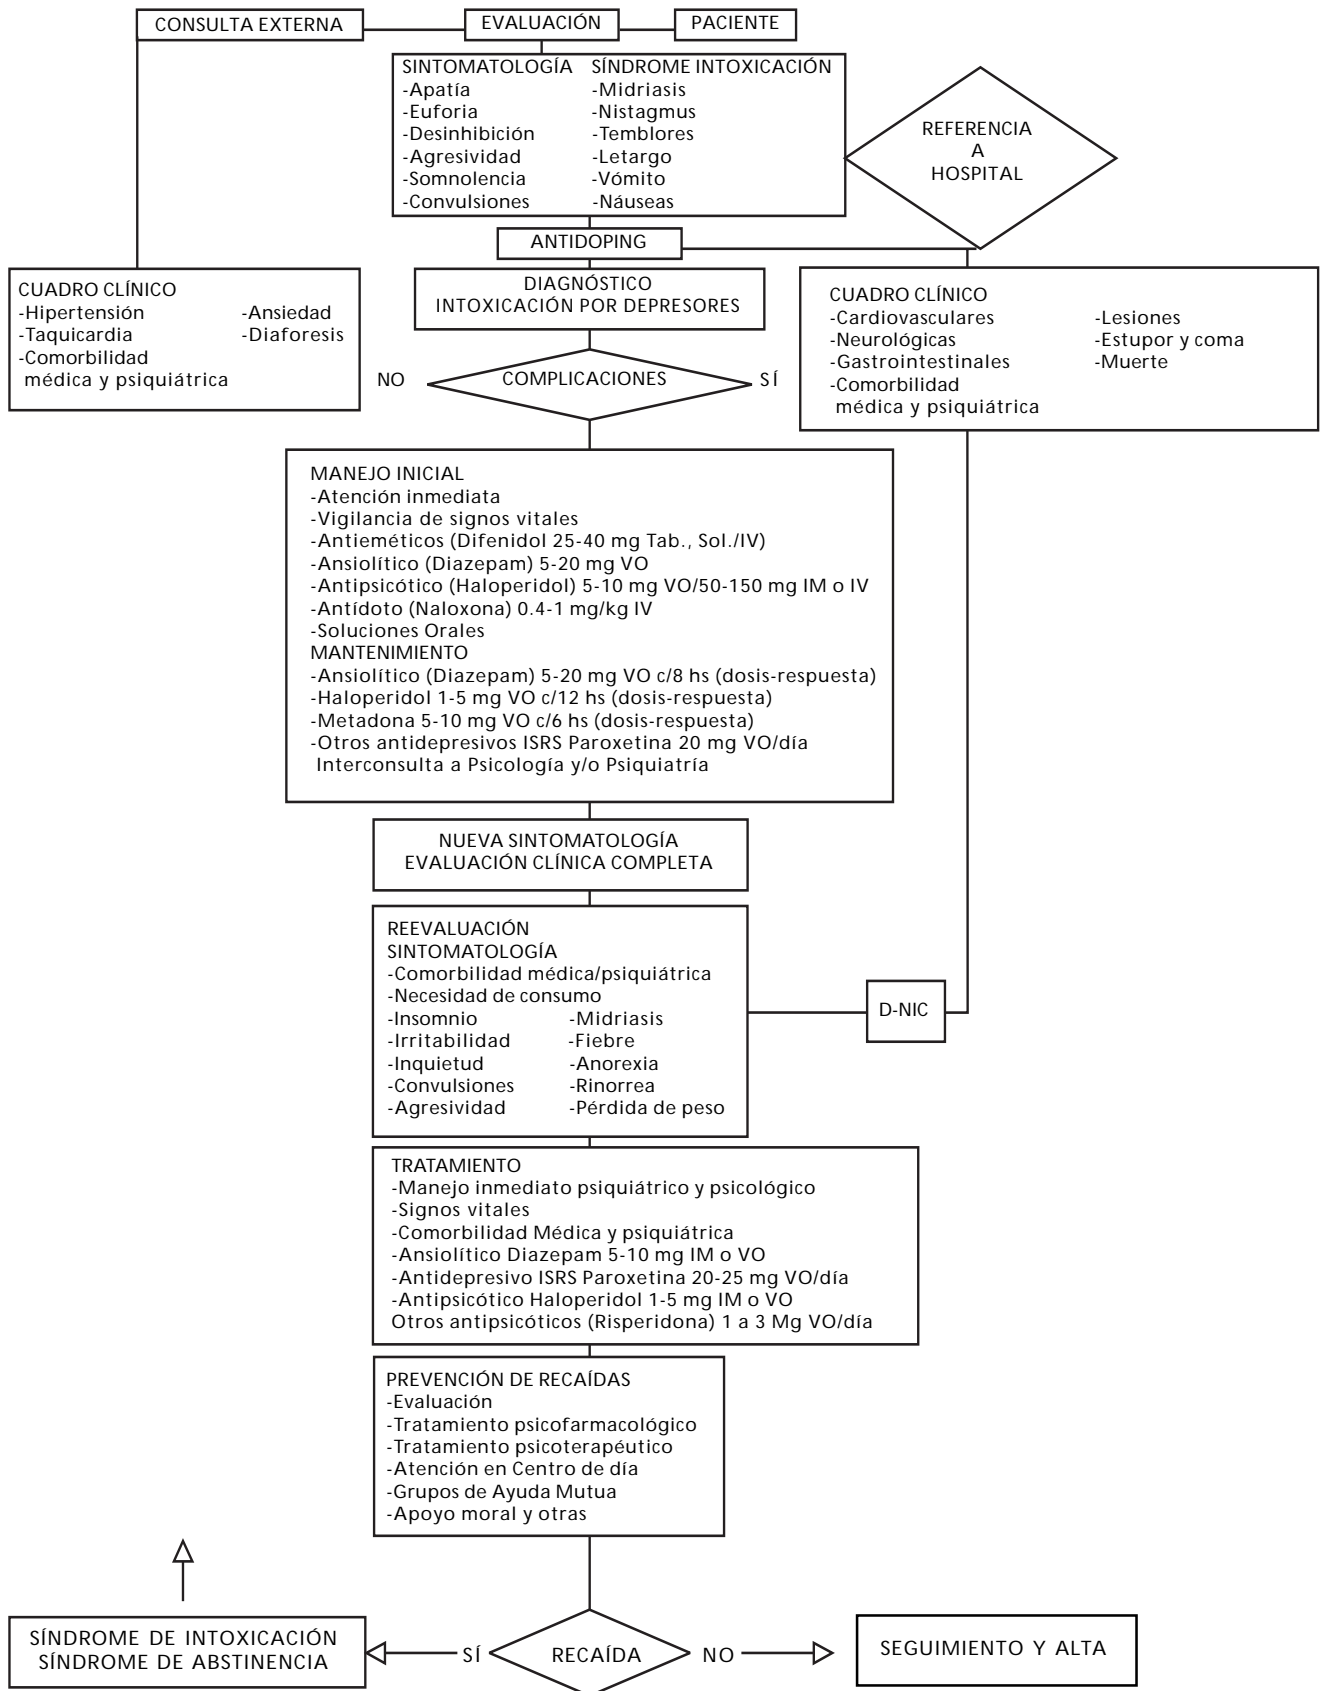 CONSULTA EXTERNA
EVALUACIÓN
PACIENTE
SINTOMATOLOGÍA
-Apatía
-Euforia
-Desinhibición
-Agresividad
-Somnolencia
-Convulsiones
SÍNDROME INTOXICACIÓN
-Midriasis
-Nistagmus
-Temblores
-Letargo
-Vómito
-Náuseas
REFERENCIA
A
HOSPITAL
ANTIDOPING
CUADRO CLÍNICO
-Hipertensión
-Taquicardia
-Comorbilidad
médica y psiquiátrica
-Ansiedad
-Diaforesis
DIAGNÓSTICO
INTOXICACIÓN POR DEPRESORES
CUADRO CLÍNICO
-Cardiovasculares
-Neurológicas
-Gastrointestinales
-Comorbilidad
médica y psiquiátrica
-Lesiones
-Estupor y coma
-Muerte
NO
COMPLICACIONES
SÍ
MANEJO INICIAL
-Atención inmediata
-Vigilancia de signos vitales
-Antieméticos (Difenidol 25-40 mg Tab., Sol./IV)
-Ansiolítico (Diazepam) 5-20 mg VO
-Antipsicótico (Haloperidol) 5-10 mg VO/50-150 mg IM o IV
-Antídoto (Naloxona) 0.4-1 mg/kg IV
-Soluciones Orales
MANTENIMIENTO
-Ansiolítico (Diazepam) 5-20 mg VO c/8 hs (dosis-respuesta)
-Haloperidol 1-5 mg VO c/12 hs (dosis-respuesta)
-Metadona 5-10 mg VO c/6 hs (dosis-respuesta)
-Otros antidepresivos ISRS Paroxetina 20 mg VO/día
Interconsulta a Psicología y/o Psiquiatría
NUEVA SINTOMATOLOGÍA
EVALUACIÓN CLÍNICA COMPLETA
REEVALUACIÓN
SINTOMATOLOGÍA
-Comorbilidad médica/psiquiátrica
-Necesidad de consumo
-Insomnio
-Irritabilidad
-Inquietud
-Convulsiones
-Agresividad
-Midriasis
-Fiebre
-Anorexia
-Rinorrea
-Pérdida de peso
D-NIC
TRATAMIENTO
-Manejo inmediato psiquiátrico y psicológico
-Signos vitales
-Comorbilidad Médica y psiquiátrica
-Ansiolítico Diazepam 5-10 mg IM o VO
-Antidepresivo ISRS Paroxetina 20-25 mg VO/día
-Antipsicótico Haloperidol 1-5 mg IM o VO
Otros antipsicóticos (Risperidona) 1 a 3 Mg VO/día
PREVENCIÓN DE RECAÍDAS
-Evaluación
-Tratamiento psicofarmacológico
-Tratamiento psicoterapéutico
-Atención en Centro de día
-Grupos de Ayuda Mutua
-Apoyo moral y otras
SÍNDROME DE INTOXICACIÓN
SÍNDROME DE ABSTINENCIA
SÍ
RECAÍDA
NO
SEGUIMIENTO Y ALTA